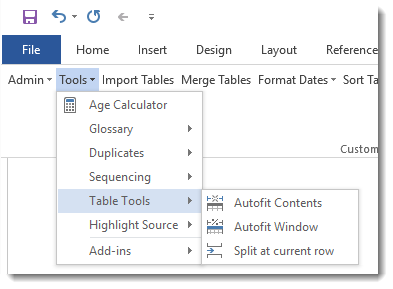 File Home Insert Design Layout Reference
Admin Tools Import Tables Merge Tables Format Dates Sort Ta
Age Calculator
Glossary
Duplicates Custom
Sequencing
Table Tools Autofit Contents
Highlight Source Autofit Window
Add-ins Split at current row